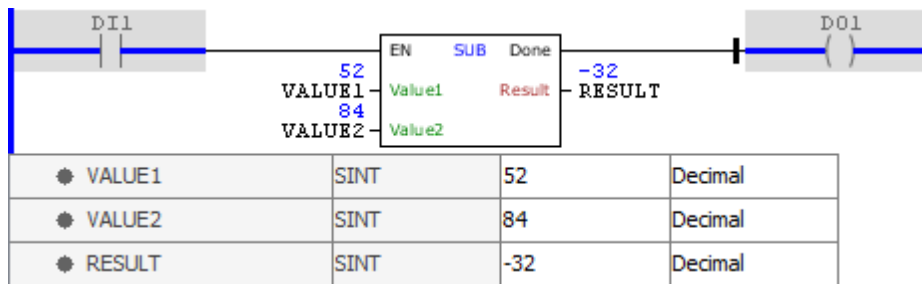 DI1 DO1
EN SUB Done
52 -32
VALUE1 Value1 Result RESULT
84
VALUE2 Value2
VALUE1 SINT 52 Decimal
VALUE2 SINT 84 Decimal
RESULT SINT -32 Decimal